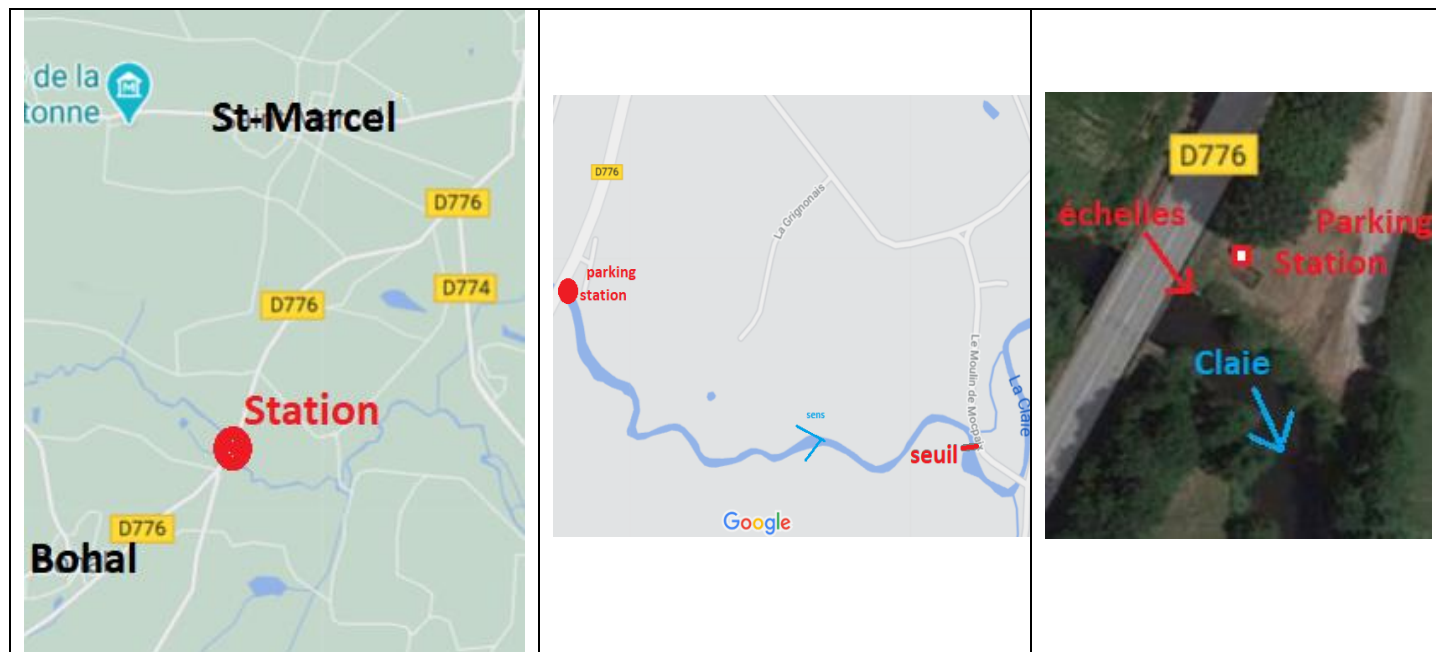 de la
tonne
St-Marcel
D776
D774
D776
Station
D776
Bohal
D776
La Grignonais
parking
station
Le Moulin de Mocpaix
La Claie
sens
seuil
Google
D776
échelles
Parking
Station
Claie